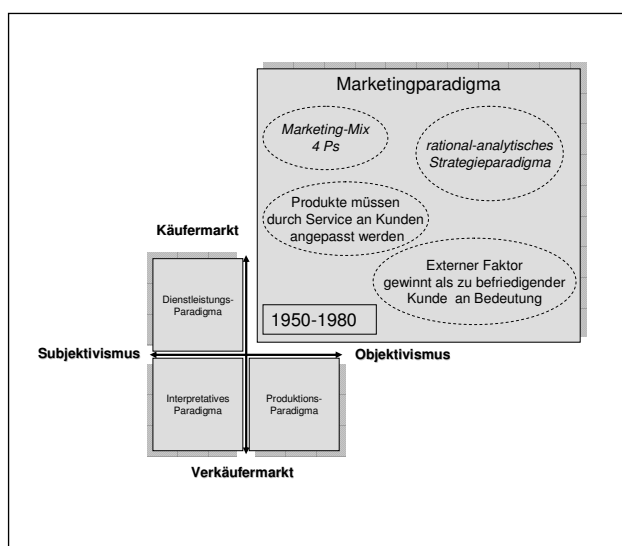 Marketingparadigma
Marketing-Mix
4 Ps
rational-analytisches
Strategieparadigma
Produkte müssen
durch Service an Kunden
angepasst werden
Externer Faktor
gewinnt als zu befriedigender
Kunde an Bedeutung
1950-1980
Käufermarkt
Dienstleistungs-
Paradigma
Subjektivismus
Objektivismus
Interpretatives
Paradigma
Produktions-
Paradigma
Verkäufermarkt